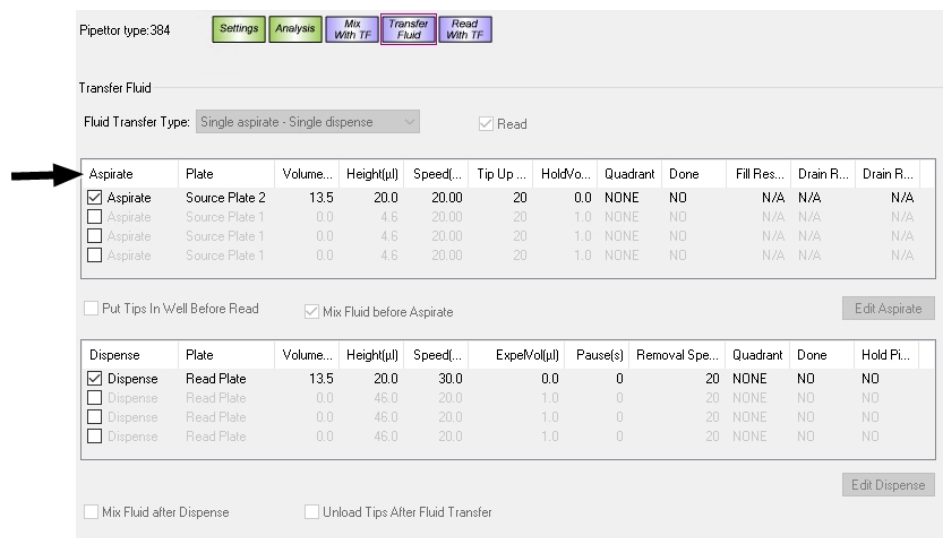 Pipettor type:384 Settings Analysis Mix With TF Transfer Fluid Read With TF
Transfer Fluid
Fluid Transfer Type: Single aspirate - Single dispense Read
Aspirate Plate Volume... Height(µl) Speed(... Tip Up ... HoldVo... Quadrant Done Fill Res... Drain R... Drain R...
Aspirate Source Plate 2 13.5 20.0 20.00 20 0.0 NONE NO N/A N/A N/A
Aspirate Source Plate 1 0.0 4.6 20.00 20 1.0 NONE NO N/A N/A N/A
Aspirate Source Plate 1 0.0 4.6 20.00 20 1.0 NONE NO N/A N/A N/A
Aspirate Source Plate 1 0.0 4.6 20.00 20 1.0 NONE NO N/A N/A N/A
Put Tips In Well Before Read Mix Fluid before Aspirate Edit Aspirate
Dispense Plate Volume... Height(µl) Speed(... ExpelVol(µl) Pause(s) Removal Spe... Quadrant Done Hold Pi...
Dispense Read Plate 13.5 20.0 30.0 0.0 0 20 NONE NO NO
Dispense Read Plate 0.0 46.0 20.0 1.0 0 20 NONE NO NO
Dispense Read Plate 0.0 46.0 20.0 1.0 0 20 NONE NO NO
Dispense Read Plate 0.0 46.0 20.0 1.0 0 20 NONE NO NO
Edit Dispense
Mix Fluid after Dispense Unload Tips After Fluid Transfer